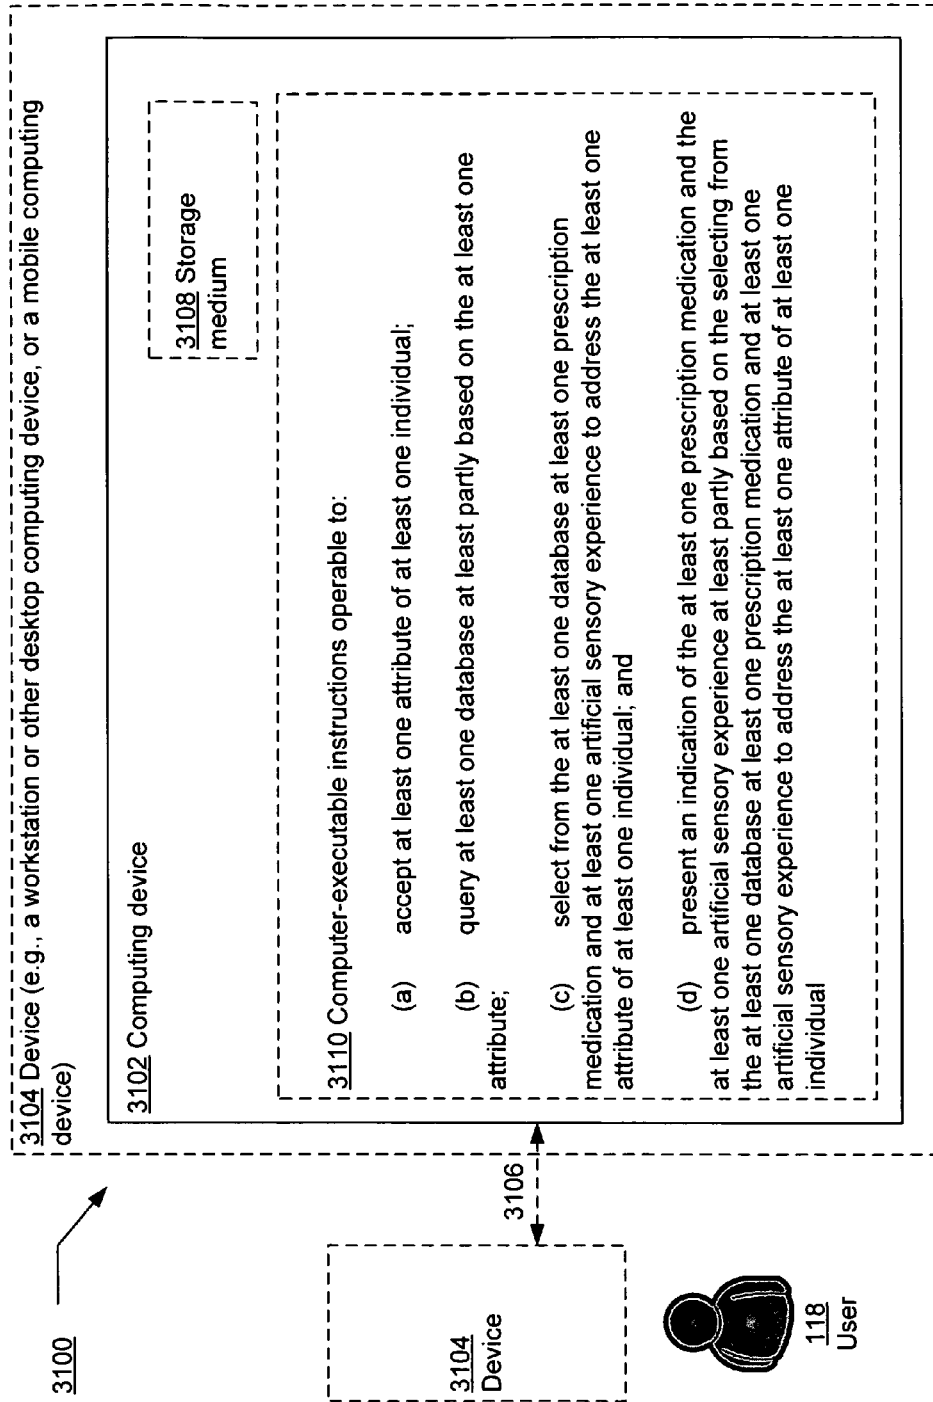 3100
3104 Device (e.g., a workstation or other desktop computing device, or a mobile computing
device)
3102 Computing device
3108 Storage
medium
3110 Computer-executable instructions operable to:
(a) accept at least one attribute of at least one individual;
(b) query at least one database at least partly based on the at least one
attribute;
(c) select from the at least one database at least one prescription
medication and at least one artificial sensory experience to address the at least one
attribute of at least one individual; and
(d) present an indication of the at least one prescription medication and the
at least one artificial sensory experience at least partly based on the selecting from
the at least one database at least one prescription medication and at least one
artificial sensory experience to address the at least one attribute of at least one
individual
3106
3104
Device
118
User